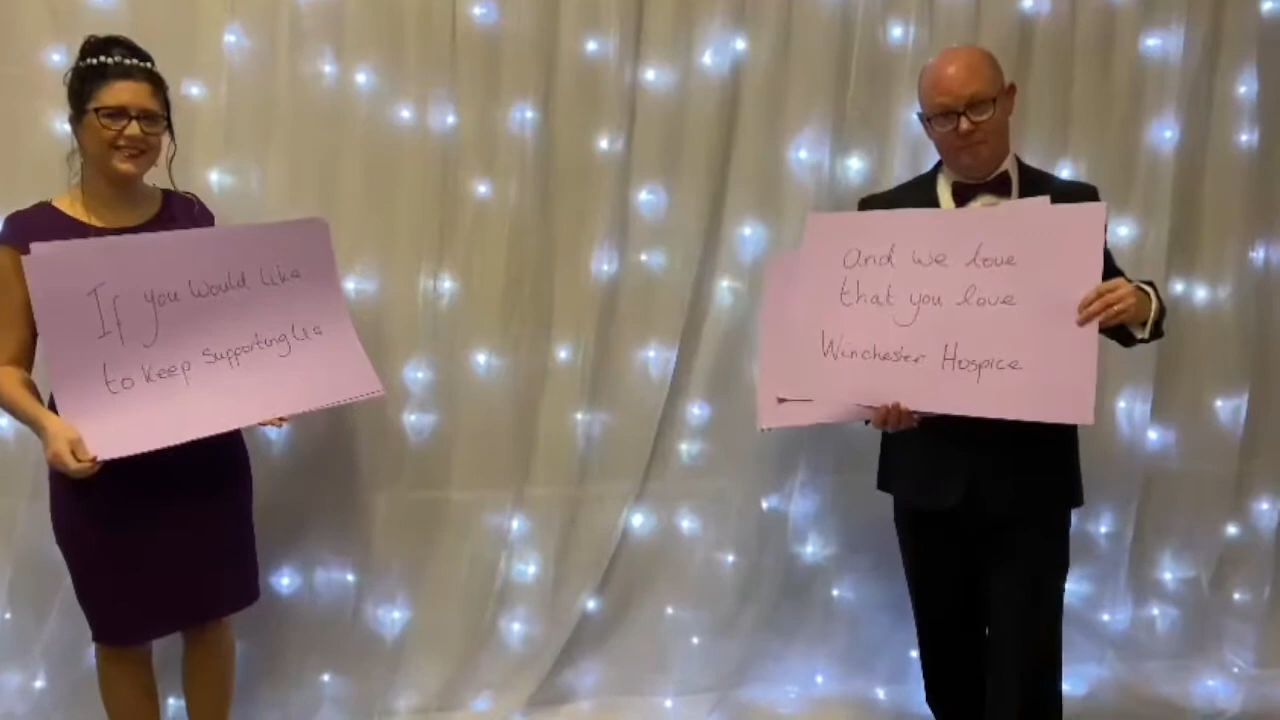 If you would like
to keep supporting us
And we love
that you love
Winchester Hospice